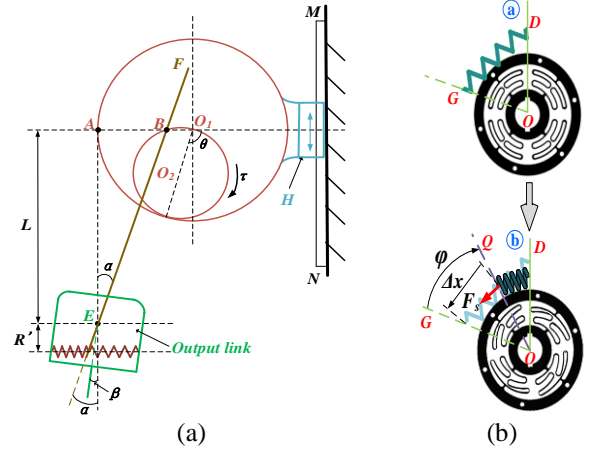 M
F
A
B
O1
θ
O2
τ
H
L
α
N
E
R'
Output link
β
α
(a)
a
D
G
O
b
Q
D
φ
Δx
Fs
G
O
(b)